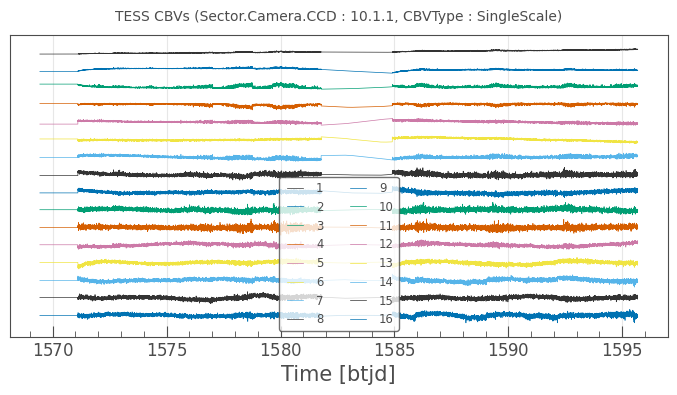 TESS CBVs (Sector.Camera.CCD : 10.1.1, CBVType : SingleScale)
1 9
2 10
3 11
4 12
5 13
6 14
7 15
8 16
1570 1575 1580 1585 1590 1595
Time [btjd]